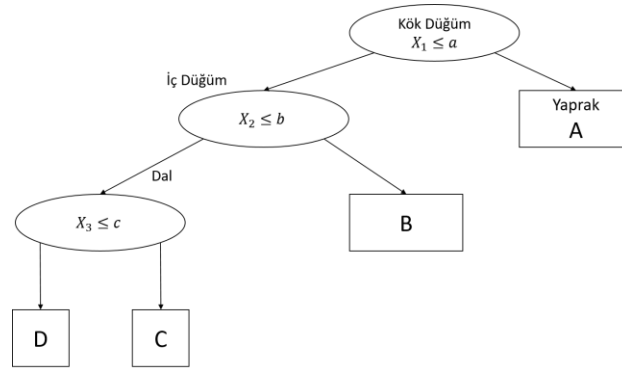 Kök Düğüm
X₁ ≤ a
İç Düğüm
Yaprak
A
X₂ ≤ b
Dal
B
X₃ ≤ c
D
C